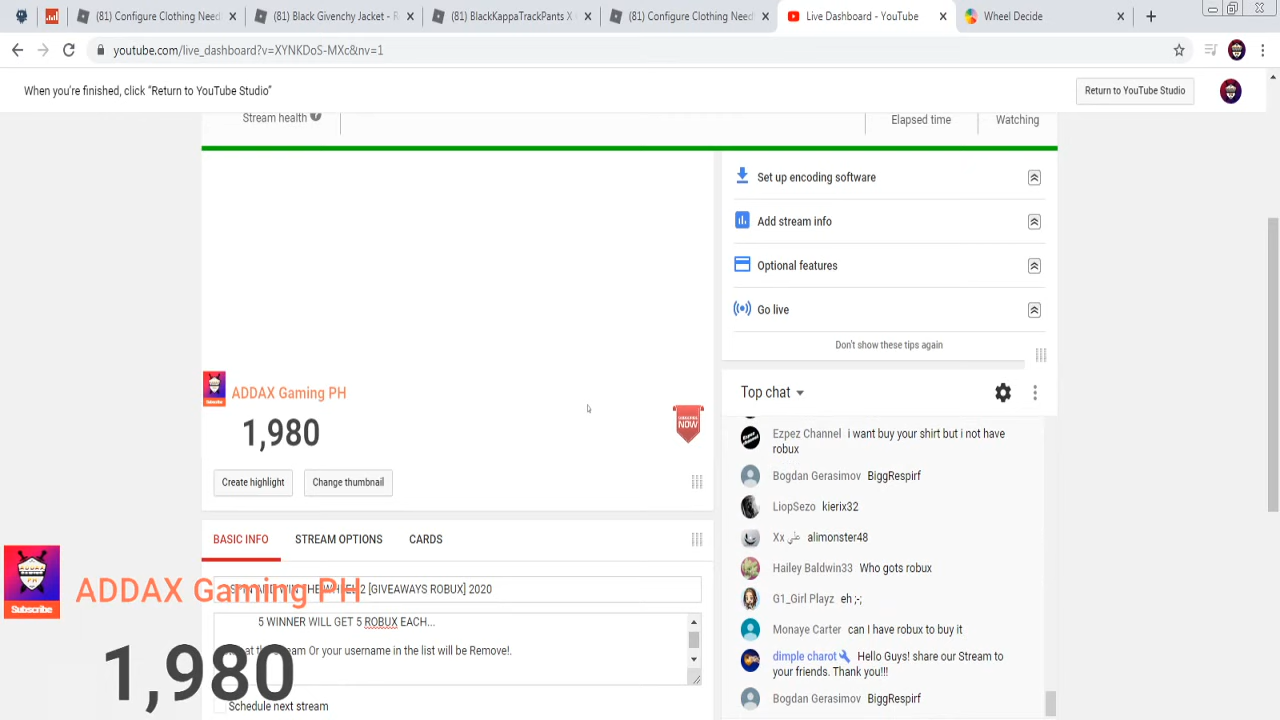 (81) Configure Clothing Need
(81) Black Givenchy Jacket - R
(81) BlackKappaTrackPants X
(81) Configure Clothing Need
Live Dashboard - YouTube
Wheel Decide
youtube.com/live_dashboard?v=XYNKDoS-MXc&nv=1
When you're finished, click "Return to YouTube Studio"
Return to YouTube Studio
Stream health
Elapsed time
Watching
Set up encoding software
Add stream info
Optional features
Go live
Don't show these tips again
ADDAX Gaming PH
1,980
NOW
Create highlight
Change thumbnail
Top chat
Ezpez Channel i want buy your shirt but i not have
robux
Bogdan Gerasimov BiggRespirf
LiopSezo kierix32
Xx علي alimonster48
Hailey Baldwin33 Who gots robux
G1_Girl Playz eh ;-;
Monaye Carter can I have robux to buy it
dimple charot Hello Guys! share our Stream to
your friends. Thank you!!!
Bogdan Gerasimov BiggRespirf
BASIC INFO
STREAM OPTIONS
CARDS
2 [GIVEAWAYS ROBUX] 2020
5 WINNER WILL GET 5 ROBUX EACH...
Or your username in the list will be Remove!.
Schedule next stream
Subscribe
ADDAX Gaming PH
1,980